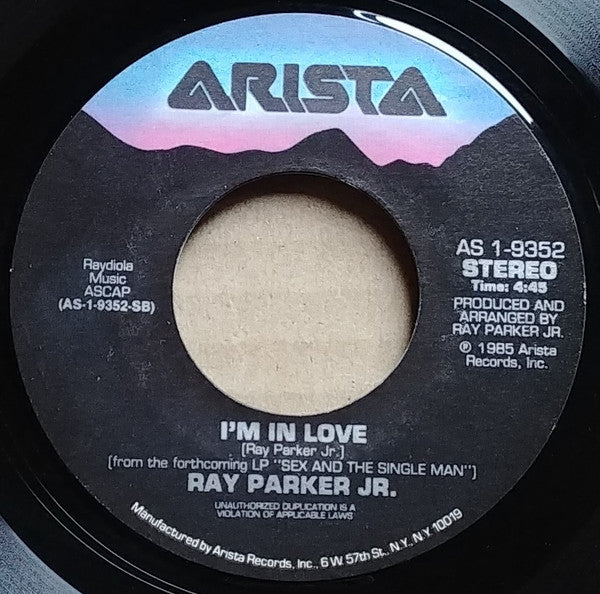 ARISTA
Raydiola
Music
ASCAP
(AS-1-9352-SB)
AS 1-9352
STEREO
Time: 4:45
PRODUCED AND
ARRANGED BY
RAY PARKER JR.
℗ 1985 Arista
Records, Inc.
I'M IN LOVE
(Ray Parker Jr.)
(from the forthcoming LP "SEX AND THE SINGLE MAN")
RAY PARKER JR.
UNAUTHORIZED DUPLICATION IS A
VIOLATION OF APPLICABLE LAWS
Manufactured by Arista Records, Inc., 6 W 57th St., N.Y., N.Y. 10019